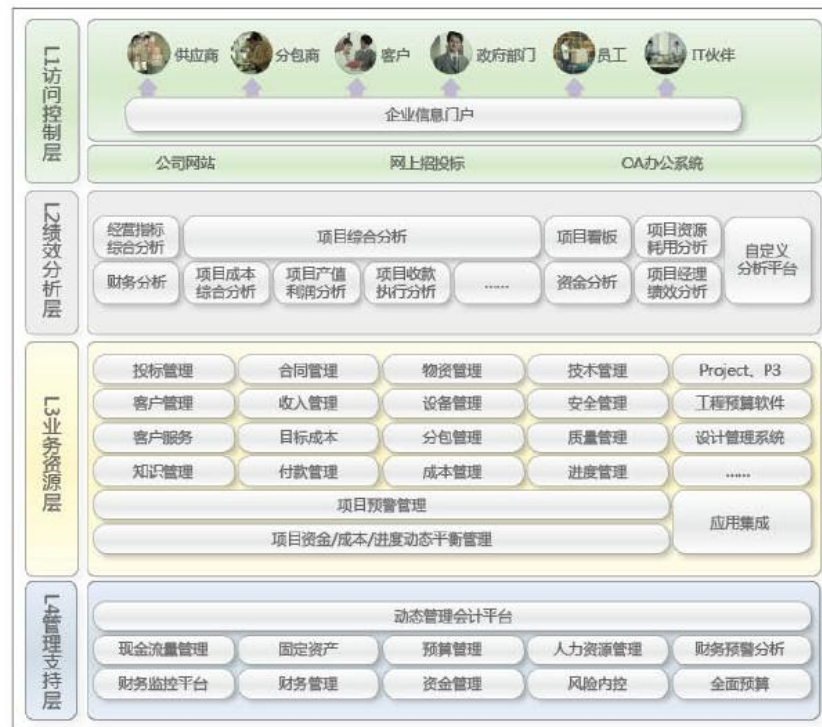 L1访问控制层
供应商
分包商
客户
政府部门
员工
IT伙伴
企业信息门户
公司网站
网上招投标
OA办公系统
L2绩效分析层
经营指标
综合分析
项目综合分析
项目看板
项目资源
耗用分析
自定义
分析平台
财务分析
项目成本
综合分析
项目产值
利润分析
项目收款
执行分析
......
资金分析
项目经理
绩效分析
L3业务资源层
投标管理
合同管理
物资管理
技术管理
Project、P3
客户管理
收入管理
设备管理
安全管理
工程预算软件
客户服务
目标成本
分包管理
质量管理
设计管理系统
知识管理
付款管理
成本管理
进度管理
......
项目预警管理
应用集成
项目资金/成本/进度动态平衡管理
L4管理支持层
动态管理会计平台
现金流量管理
固定资产
预算管理
人力资源管理
财务预警分析
财务监控平台
财务管理
资金管理
风险内控
全面预算